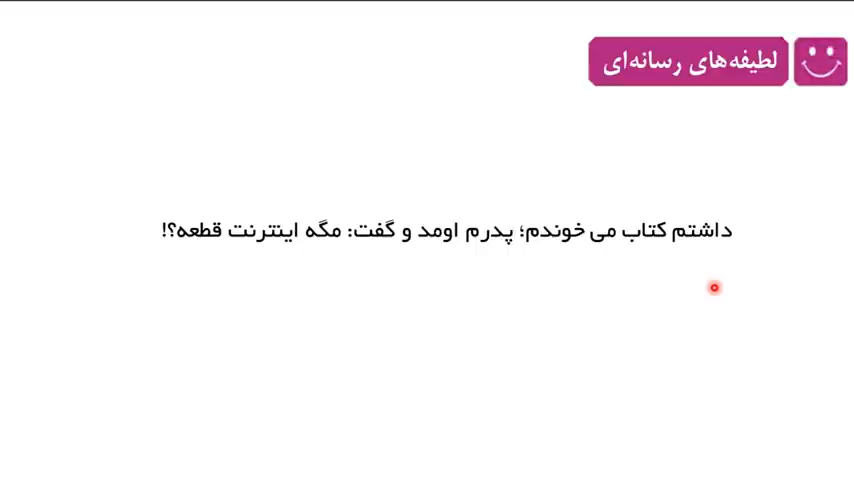 لطیفه‌های رسانه‌ای
داشتم کتاب می خوندم؛ پدرم اومد و گفت: مگه اینترنت قطعه؟!